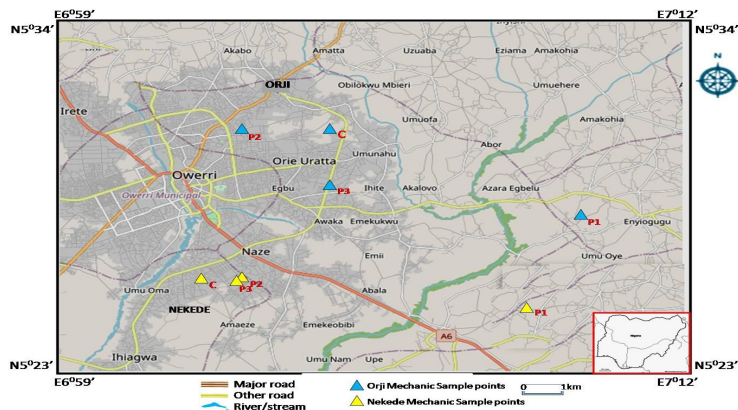 E6⁰59’ E7⁰12’
N5⁰34’ N5⁰34’
N
Akabo Amatta Uzuaba Eziama Amakohia
ORJI Obilōkwu Mbieri Umuehere
Irete Umuofa Amakohia
P2 C
Abor
Orie Uratta Umunahu
Owerri
Egbu P3 Ihite Akalovo Azara Egbelu
Owerri Municipal
Awaka Emekuwu P1 Enyiogugu
Naze Emii Umu Oye
Umu Oma C P3 P2 Abala
NEKEDE P1
Amaeze Emekeobibi
A6
Ihiagwa Umu Nam Upe
Nigeria
N5⁰23’ N5⁰23’
E6⁰59’ E7⁰12’
Major road Orji Mechanic Sample points 0 1km
Other road
River/stream Nekede Mechanic Sample points